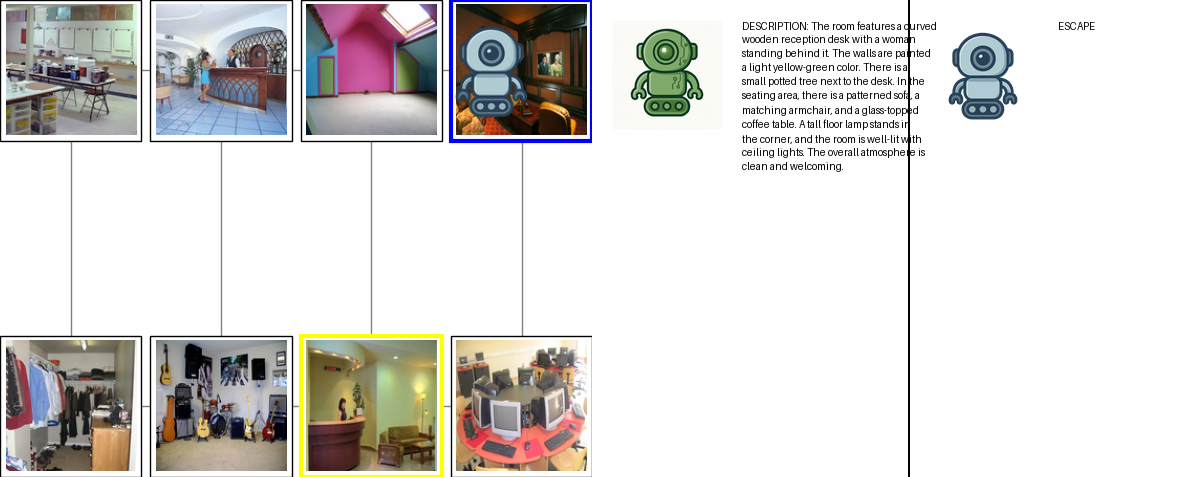 DESCRIPTION: The room features a curved
wooden reception desk with a woman
standing behind it. The walls are painted
a light yellow-green color. There is a
small potted tree next to the desk. In the
seating area, there is a patterned sofa, a
matching armchair, and a glass-topped
coffee table. A tall floor lamp stands in
the corner, and the room is well-lit with
ceiling lights. The overall atmosphere is
clean and welcoming.
ESCAPE